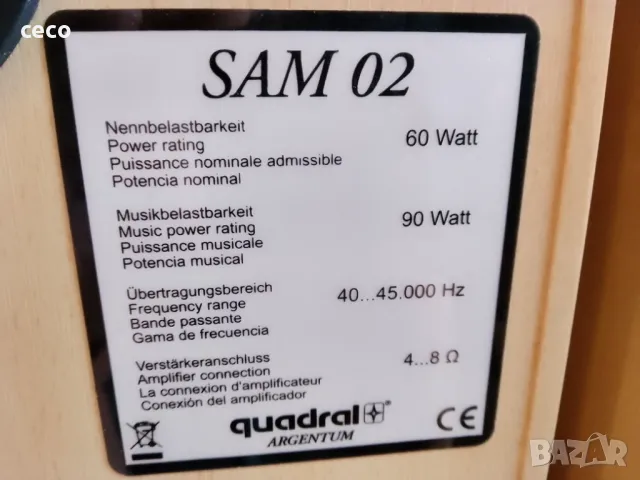 ceco
SAM 02
Nennbelastbarkeit
Power rating
Puissance nominale admissible
Potencia nominal
60 Watt
Musikbelastbarkeit
Music power rating
Puissance musicale
Potencia musical
90 Watt
Übertragungsbereich
Frequency range
Bande passante
Gama de frecuencia
40...45.000 Hz
Verstärkeranschluss
Amplifier connection
La connexion d'amplificateur
Conexión del amplificador
4...8 Ω
quadral®
ARGENTUM
CE
BAZAR